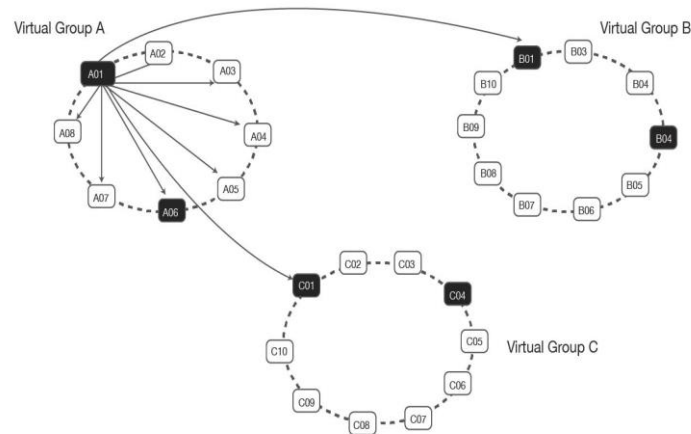 Virtual Group A
A01
A02
A03
A04
A05
A06
A07
A08
Virtual Group B
B01
B03
B04
B04
B05
B06
B07
B08
B09
B10
Virtual Group C
C01
C02
C03
C04
C05
C06
C07
C08
C09
C10